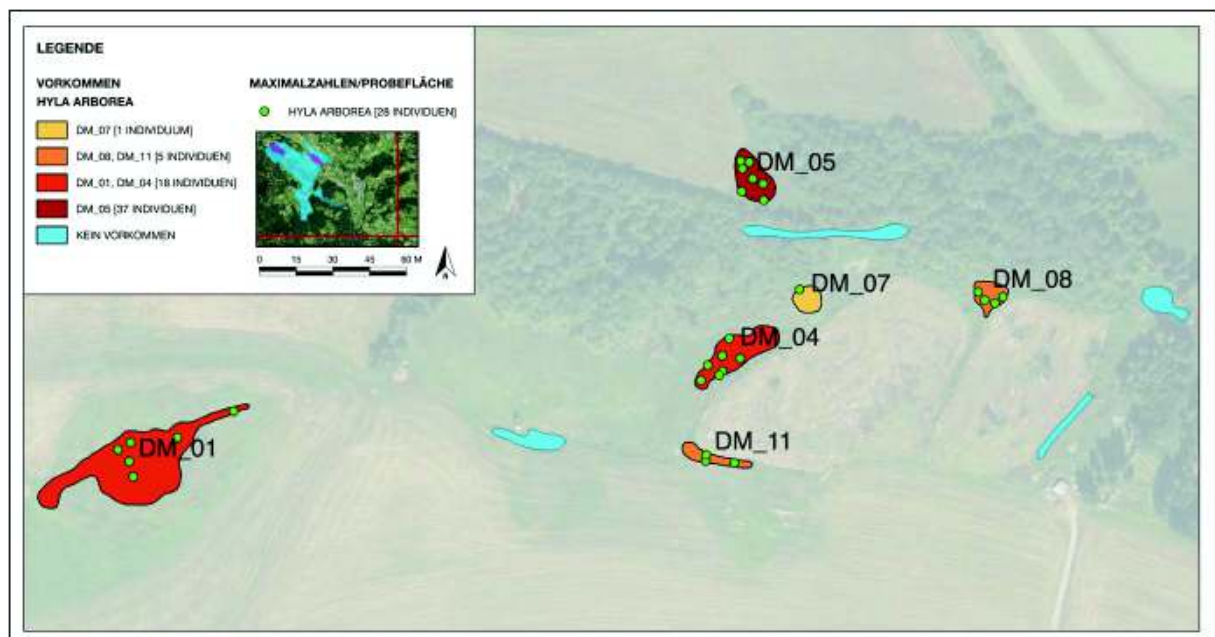 LEGENDE
VORKOMMEN
HYLA ARBOREA
DM_07 [1 INDIVIDUUM]
DM_08, DM_11 [5 INDIVIDUEN]
DM_01, DM_04 [18 INDIVIDUEN]
DM_05 [37 INDIVIDUEN]
KEIN VORKOMMEN
MAXIMALZAHLEN/PROBEFLÄCHE
HYLA ARBOREA [28 INDIVIDUEN]
0 15 30 45 60 M
N
DM_05
DM_07
DM_08
DM_04
DM_01
DM_11